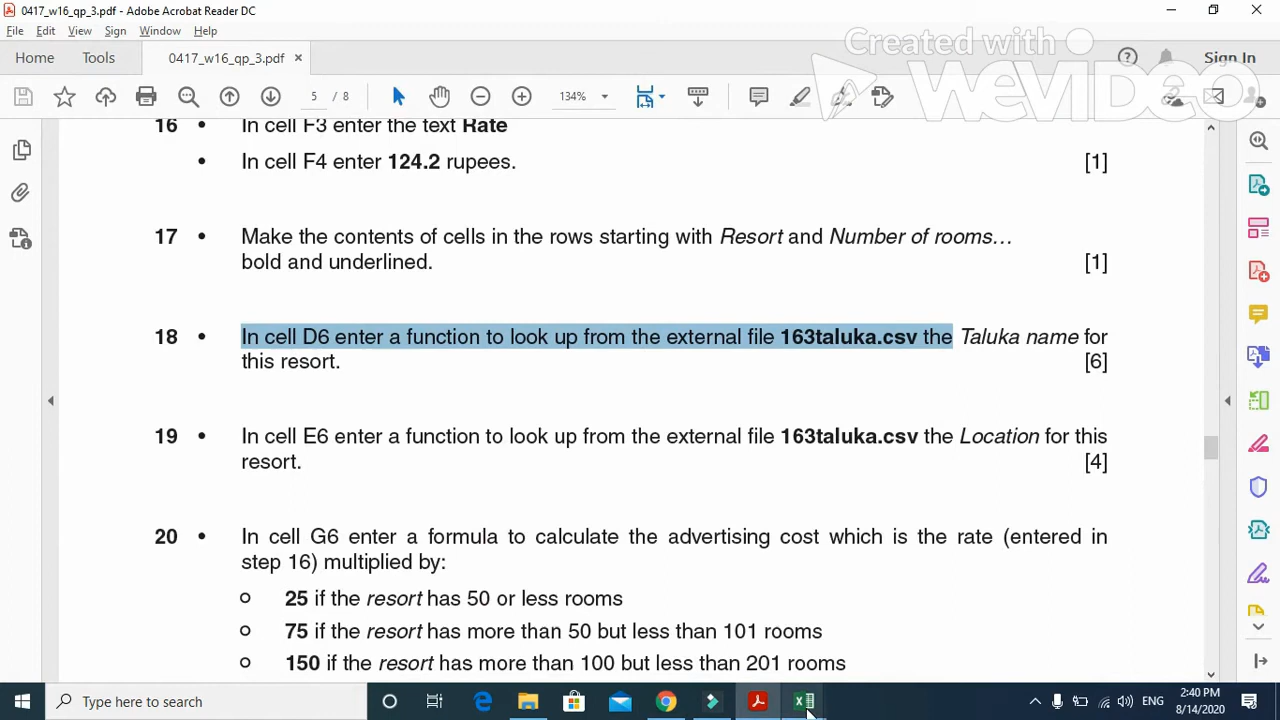 0417_w16_qp_3.pdf - Adobe Acrobat Reader DC
File Edit View Sign Window Help
Created with
WeVideo
Home Tools 0417_w16_qp_3.pdf × Sign In
5 / 8 134%
16 • In cell F3 enter the text Rate
• In cell F4 enter 124.2 rupees. [1]
17 • Make the contents of cells in the rows starting with Resort and Number of rooms…
bold and underlined. [1]
18 • In cell D6 enter a function to look up from the external file 163taluka.csv the Taluka name for
this resort. [6]
19 • In cell E6 enter a function to look up from the external file 163taluka.csv the Location for this
resort. [4]
20 • In cell G6 enter a formula to calculate the advertising cost which is the rate (entered in
step 16) multiplied by:
25 if the resort has 50 or less rooms
75 if the resort has more than 50 but less than 101 rooms
150 if the resort has more than 100 but less than 201 rooms
Type here to search
ENG
2:40 PM
8/14/2020